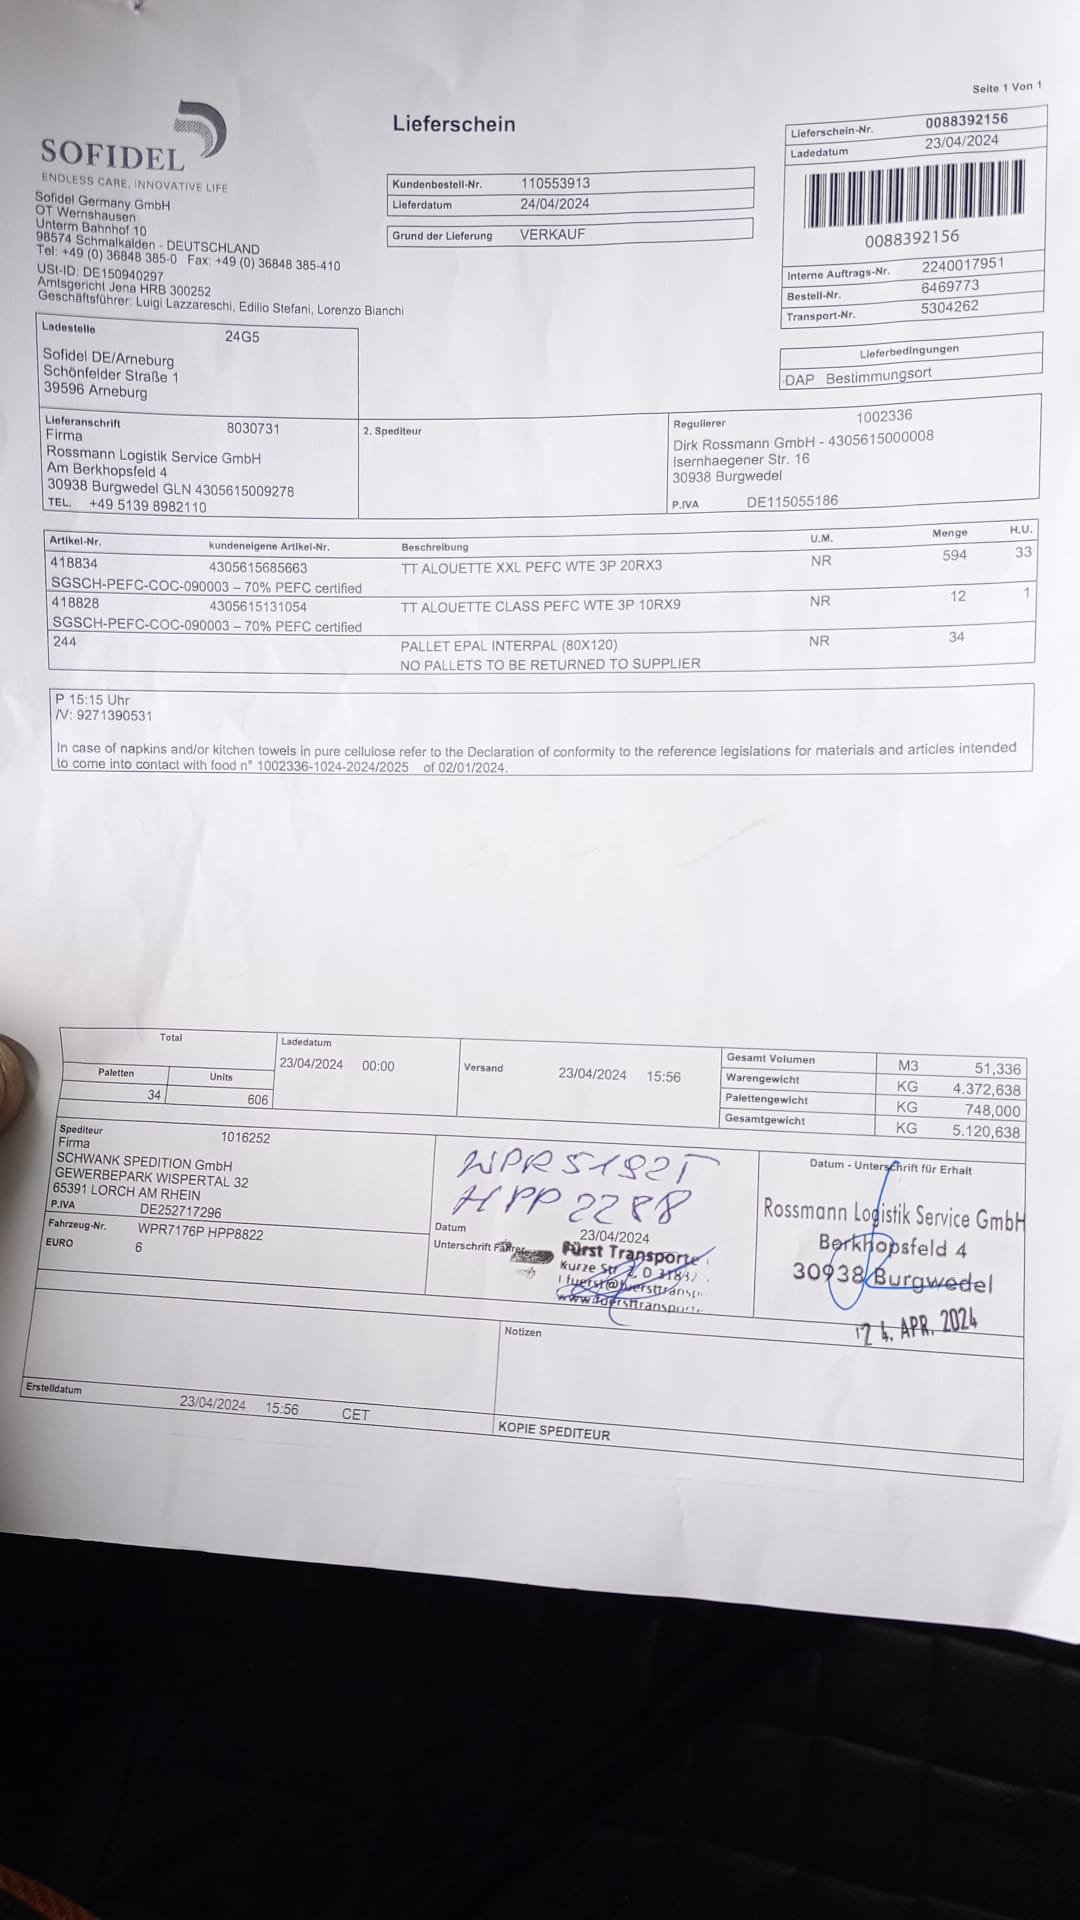 Seite 1 Von 1
SOFIDEL
ENDLESS CARE, INNOVATIVE LIFE
Sofidel Germany GmbH
OT Wernshausen
Unterm Bahnhof 10
98574 Schmalkalden - DEUTSCHLAND
Tel: +49 (0) 36848 385-0 Fax: +49 (0) 36848 385-410
USt-ID: DE150940297
Amtsgericht Jena HRB 300252
Geschäftsführer: Luigi Lazzareschi, Edilio Stefani, Lorenzo Bianchi
Lieferschein
Kundenbestell-Nr. 110553913
Lieferdatum 24/04/2024
Grund der Lieferung VERKAUF
Lieferschein-Nr. 0088392156
Ladedatum 23/04/2024
0088392156
Interne Auftrags-Nr. 2240017951
Bestell-Nr. 6469773
Transport-Nr. 5304262
Lieferbedingungen
DAP Bestimmungsort
Ladestelle 24G5
Sofidel DE/Arneburg
Schönfelder Straße 1
39596 Arneburg
Lieferanschrift 8030731
Firma
Rossmann Logistik Service GmbH
Am Berkhopsfeld 4
30938 Burgwedel GLN 4305615009278
TEL. +49 5139 8982110
2. Spediteur
Regulierer 1002336
Dirk Rossmann GmbH - 4305615000008
Isernhaegener Str. 16
30938 Burgwedel
P.IVA DE115055186
Artikel-Nr. kundeneigene Artikel-Nr. Beschreibung U.M. Menge H.U.
418834 4305615685663 TT ALOUETTE XXL PEFC WTE 3P 20RX3 NR 594 33
SGSCH-PEFC-COC-090003 – 70% PEFC certified
418828 4305615131054 TT ALOUETTE CLASS PEFC WTE 3P 10RX9 NR 12 1
SGSCH-PEFC-COC-090003 – 70% PEFC certified
244 PALLET EPAL INTERPAL (80X120) NR 34
NO PALLETS TO BE RETURNED TO SUPPLIER
P 15:15 Uhr
/V: 9271390531
In case of napkins and/or kitchen towels in pure cellulose refer to the Declaration of conformity to the reference legislations for materials and articles intended
to come into contact with food n° 1002336-1024-2024/2025 of 02/01/2024.
Total
Paletten Units
34 606
Ladedatum
23/04/2024 00:00
Versand 23/04/2024 15:56
Gesamt Volumen M3 51,336
Warengewicht KG 4.372,638
Palettengewicht KG 748,000
Gesamtgewicht KG 5.120,638
Spediteur 1016252
Firma
SCHWANK SPEDITION GmbH
GEWERBEPARK WISPERTAL 32
65391 LORCH AM RHEIN
P.IVA DE252717296
Fahrzeug-Nr. WPR7176P HPP8822
EURO 6
WPR5192T
HPP2288
Datum 23/04/2024
Unterschrift Fahrer
Fürst Transporte
Kurze Str
Datum - Unterschrift für Erhalt
Rossmann Logistik Service GmbH
Berkhopsfeld 4
30938 Burgwedel
24. APR. 2024
Notizen
Erstelldatum 23/04/2024 15:56 CET
KOPIE SPEDITEUR